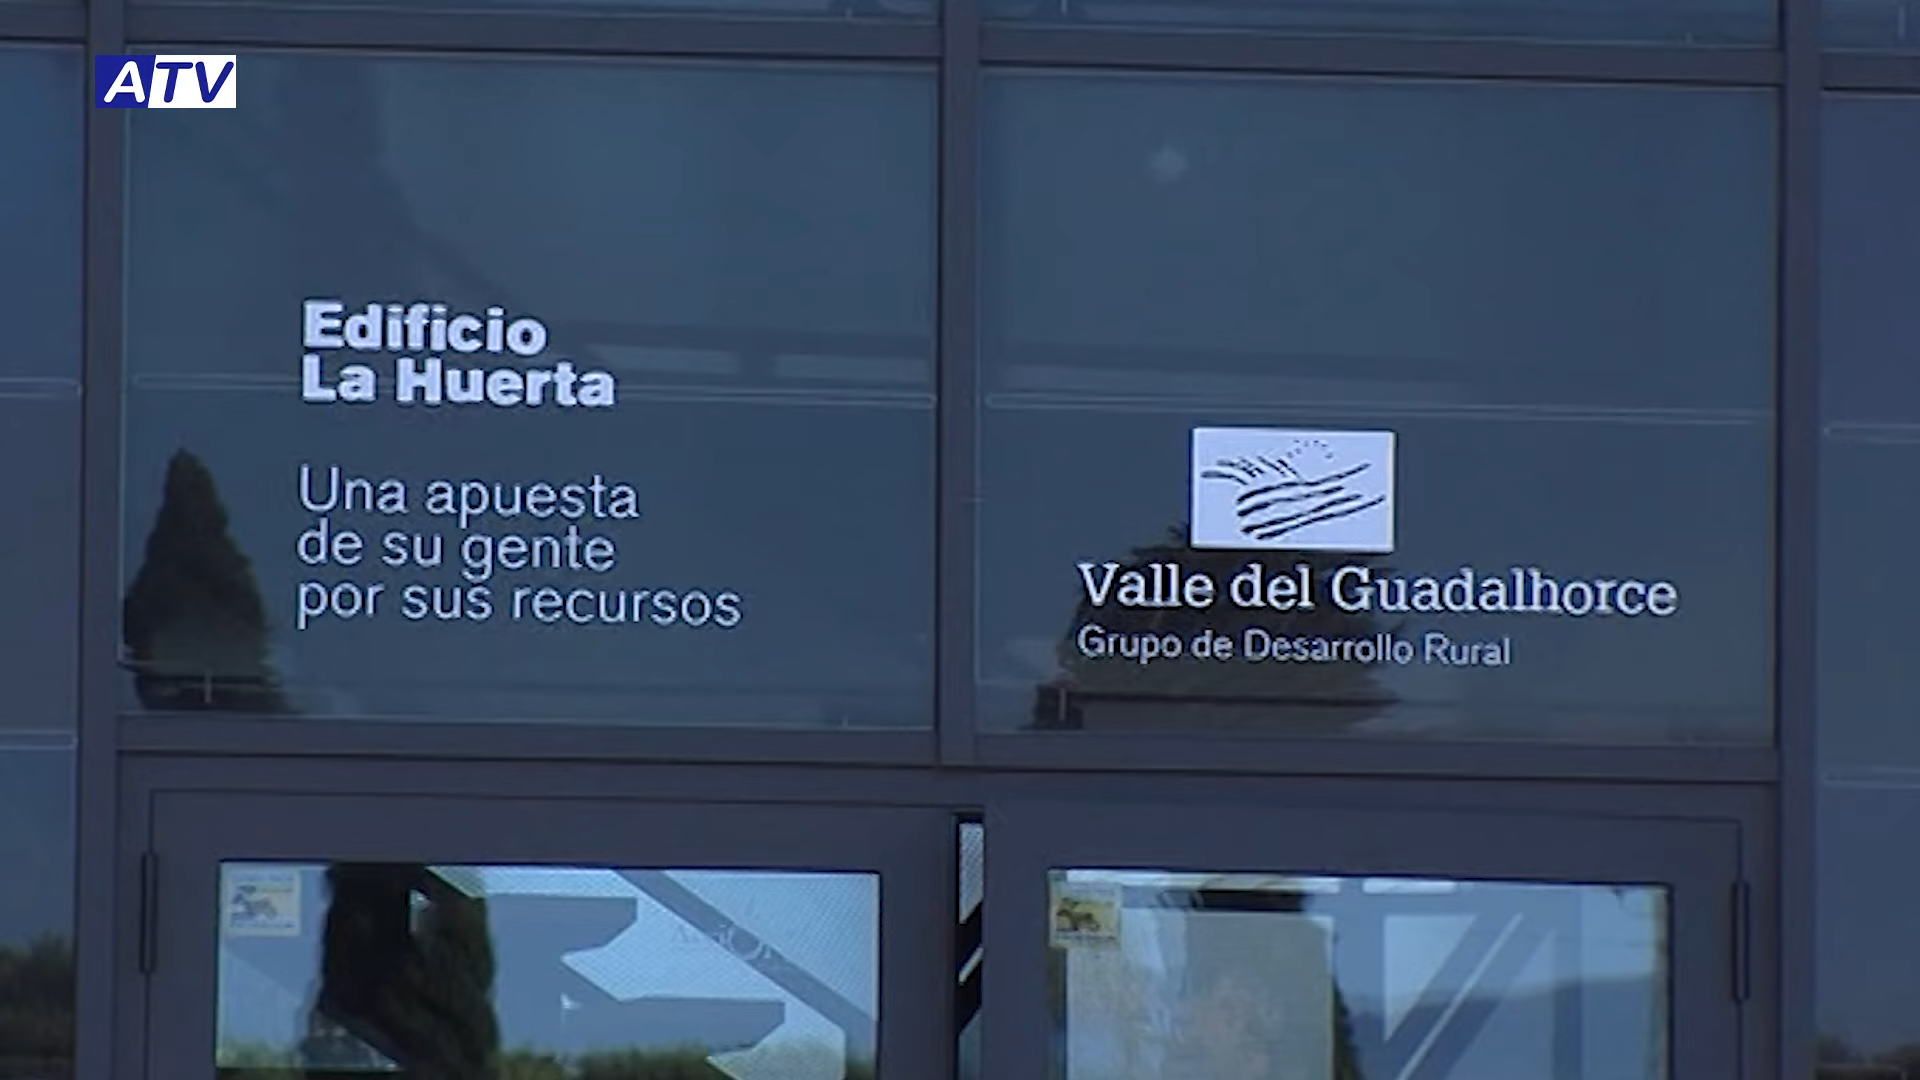 ATV
Edificio
La Huerta
Una apuesta
de su gente
por sus recursos
Valle del Guadalhorce
Grupo de Desarrollo Rural